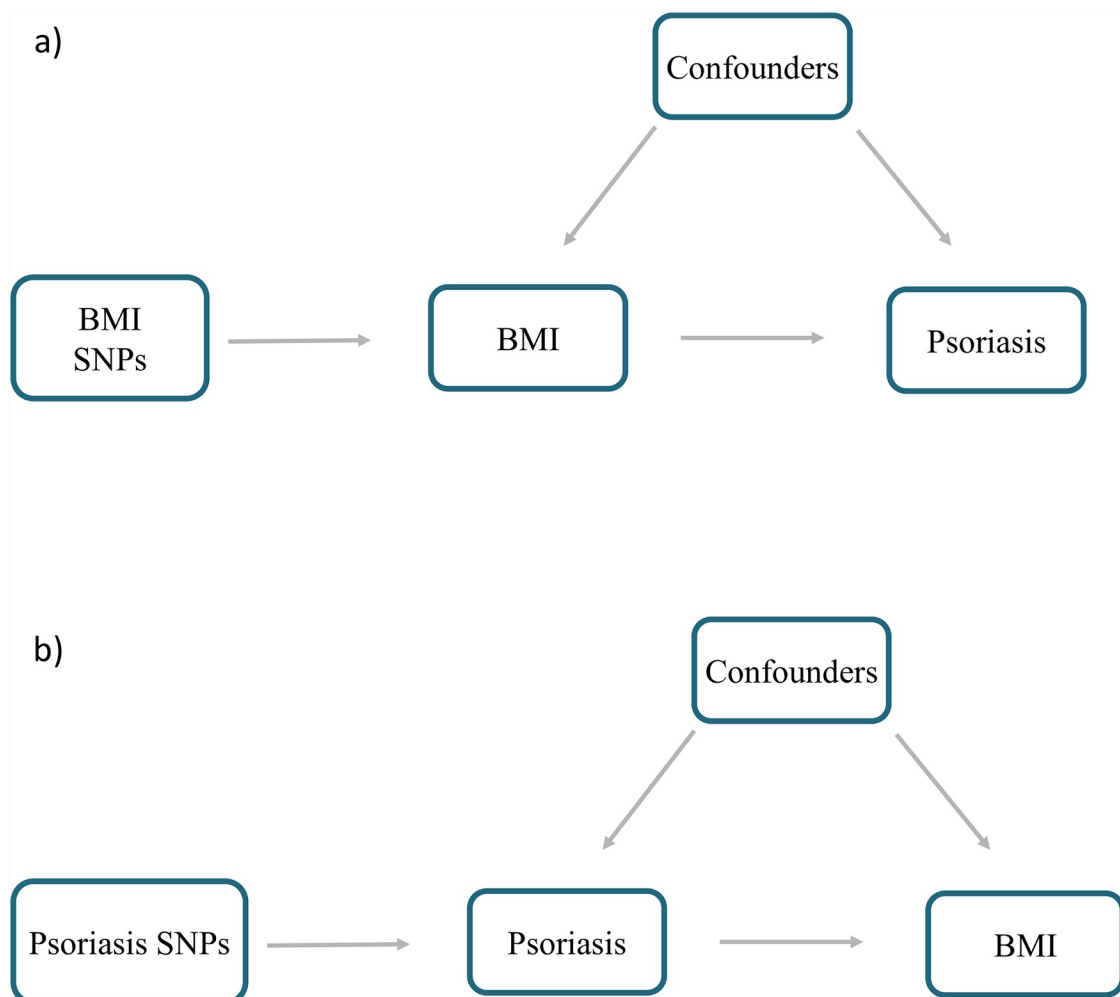 a)
Confounders
BMI
SNPs
BMI
Psoriasis
b)
Confounders
Psoriasis SNPs
Psoriasis
BMI